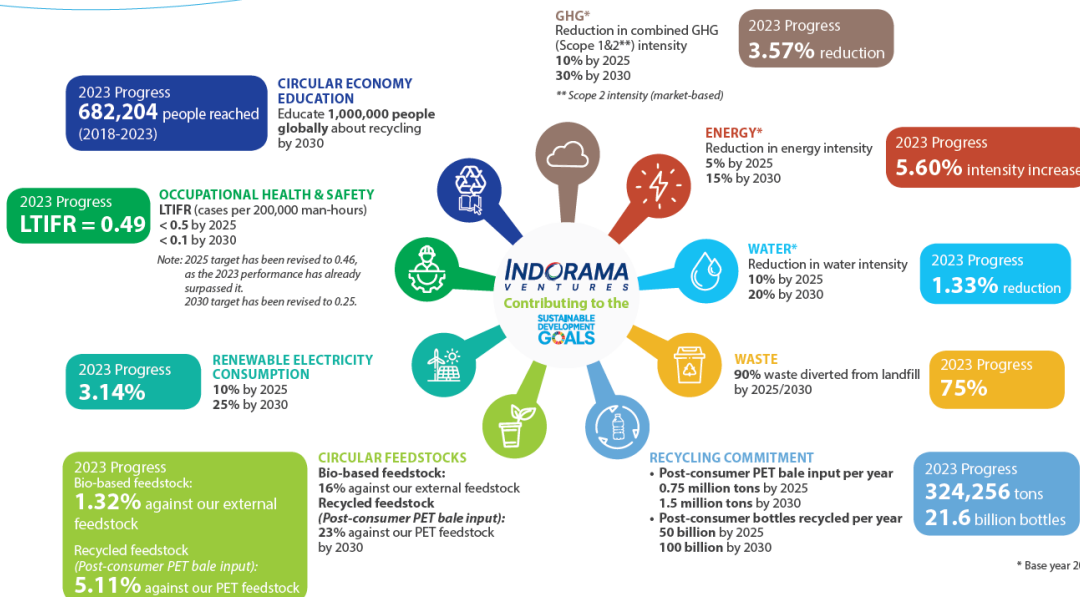 GHG*
Reduction in combined GHG
(Scope 1&2**) intensity
10% by 2025
30% by 2030
** Scope 2 intensity (market-based)
2023 Progress
3.57% reduction
2023 Progress
682,204 people reached
(2018-2023)
CIRCULAR ECONOMY
EDUCATION
Educate 1,000,000 people
globally about recycling
by 2030
ENERGY*
Reduction in energy intensity
5% by 2025
15% by 2030
2023 Progress
5.60% intensity increase
2023 Progress
LTIFR = 0.49
OCCUPATIONAL HEALTH & SAFETY
LTIFR (cases per 200,000 man-hours)
< 0.5 by 2025
< 0.1 by 2030
Note: 2025 target has been revised to 0.46,
as the 2023 performance has already
surpassed it.
2030 target has been revised to 0.25.
INDORAMA
VENTURES
Contributing to the
SUSTAINABLE
DEVELOPMENT
GOALS
WATER*
Reduction in water intensity
10% by 2025
20% by 2030
2023 Progress
1.33% reduction
2023 Progress
3.14%
RENEWABLE ELECTRICITY
CONSUMPTION
10% by 2025
25% by 2030
WASTE
90% waste diverted from landfill
by 2025/2030
2023 Progress
75%
2023 Progress
Bio-based feedstock:
1.32% against our external
feedstock
Recycled feedstock
(Post-consumer PET bale input):
5.11% against our PET feedstock
CIRCULAR FEEDSTOCKS
Bio-based feedstock:
16% against our external feedstock
Recycled feedstock
(Post-consumer PET bale input):
23% against our PET feedstock
by 2030
RECYCLING COMMITMENT
• Post-consumer PET bale input per year
0.75 million tons by 2025
1.5 million tons by 2030
• Post-consumer bottles recycled per year
50 billion by 2025
100 billion by 2030
2023 Progress
324,256 tons
21.6 billion bottles
* Base year